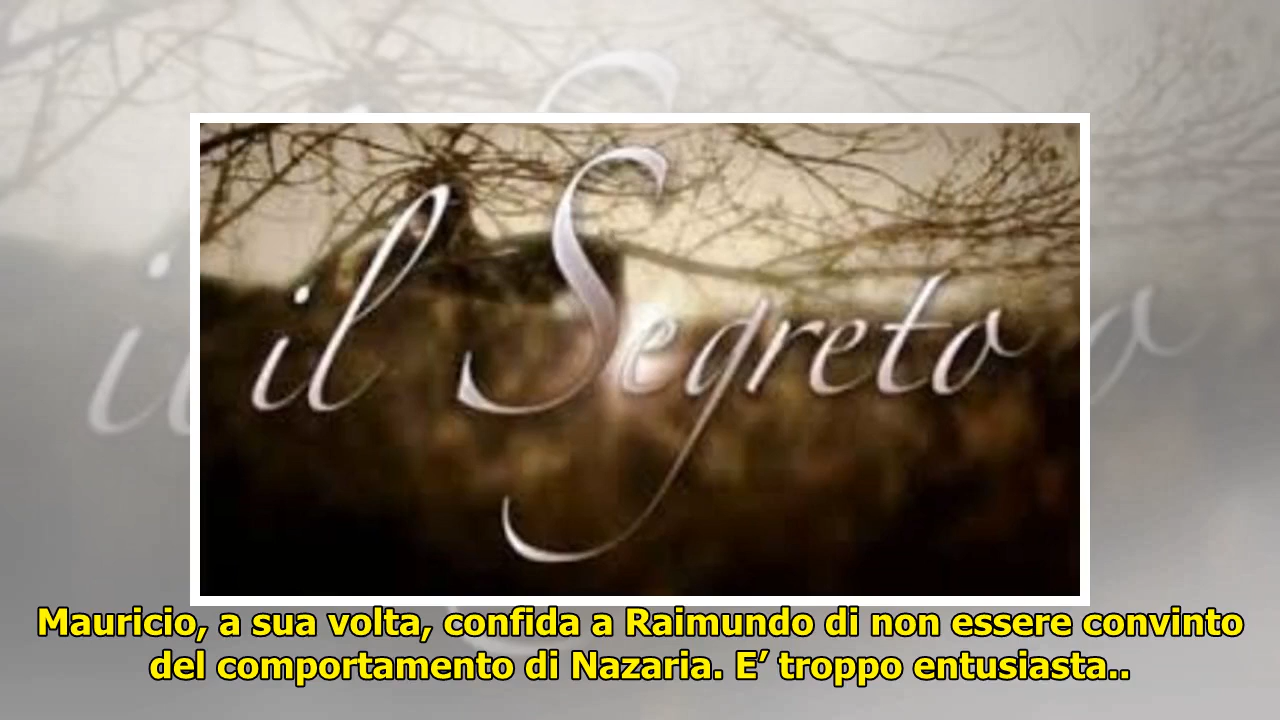 il Segreto
Mauricio, a sua volta, confida a Raimundo di non essere convinto
del comportamento di Nazaria. E’ troppo entusiasta..